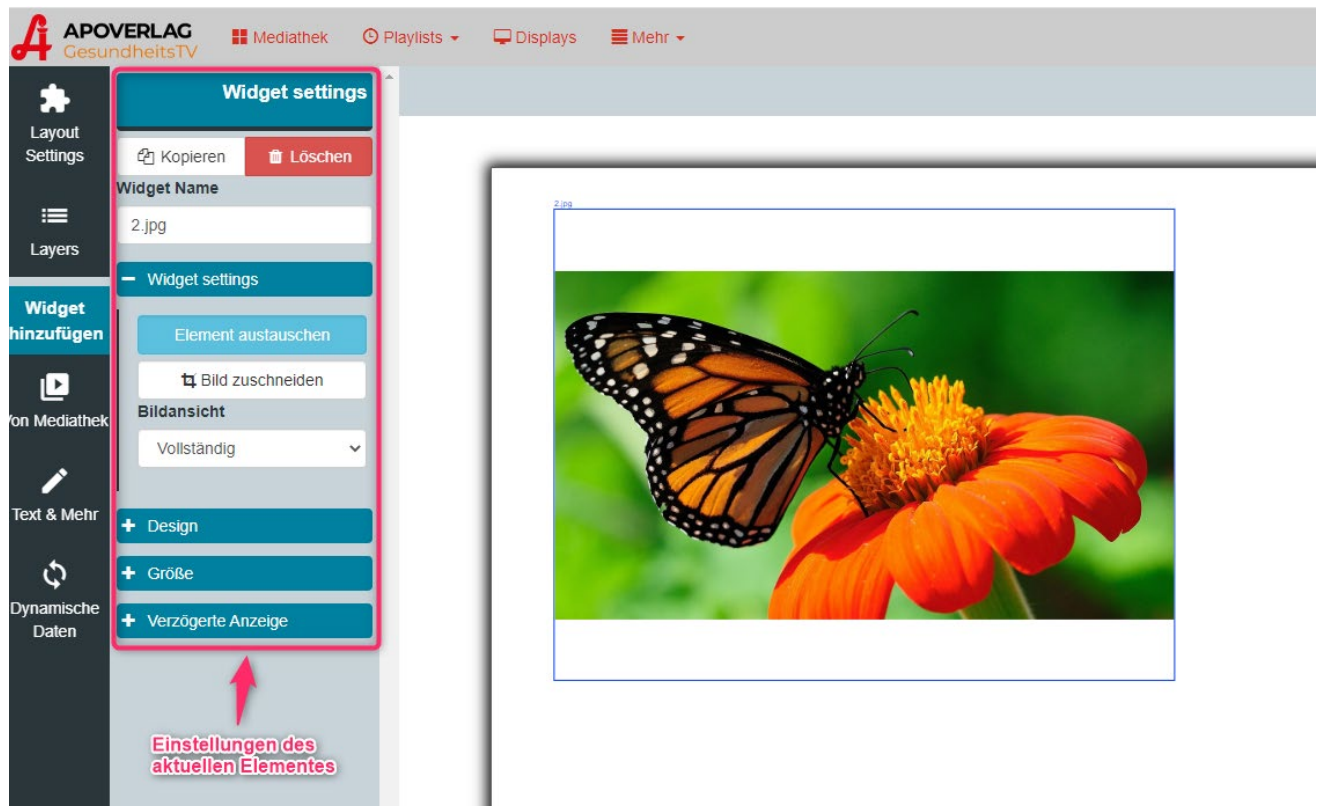 APOVERLAG
GesundheitsTV
Mediathek
Playlists
Displays
Mehr
Layout
Settings
Layers
Widget
hinzufügen
Von Mediathek
Text & Mehr
Dynamische
Daten
Widget settings
Kopieren
Löschen
Widget Name
2.jpg
Widget settings
Element austauschen
Bild zuschneiden
Bildansicht
Vollständig
Design
Größe
Verzögerte Anzeige
Einstellungen des
aktuellen Elementes
2.jpg